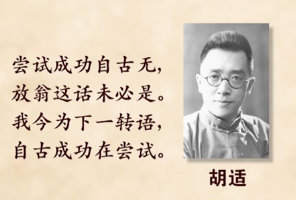 尝试成功自古无，
放翁这话未必是。
我今为下一转语，
自古成功在尝试。
胡适